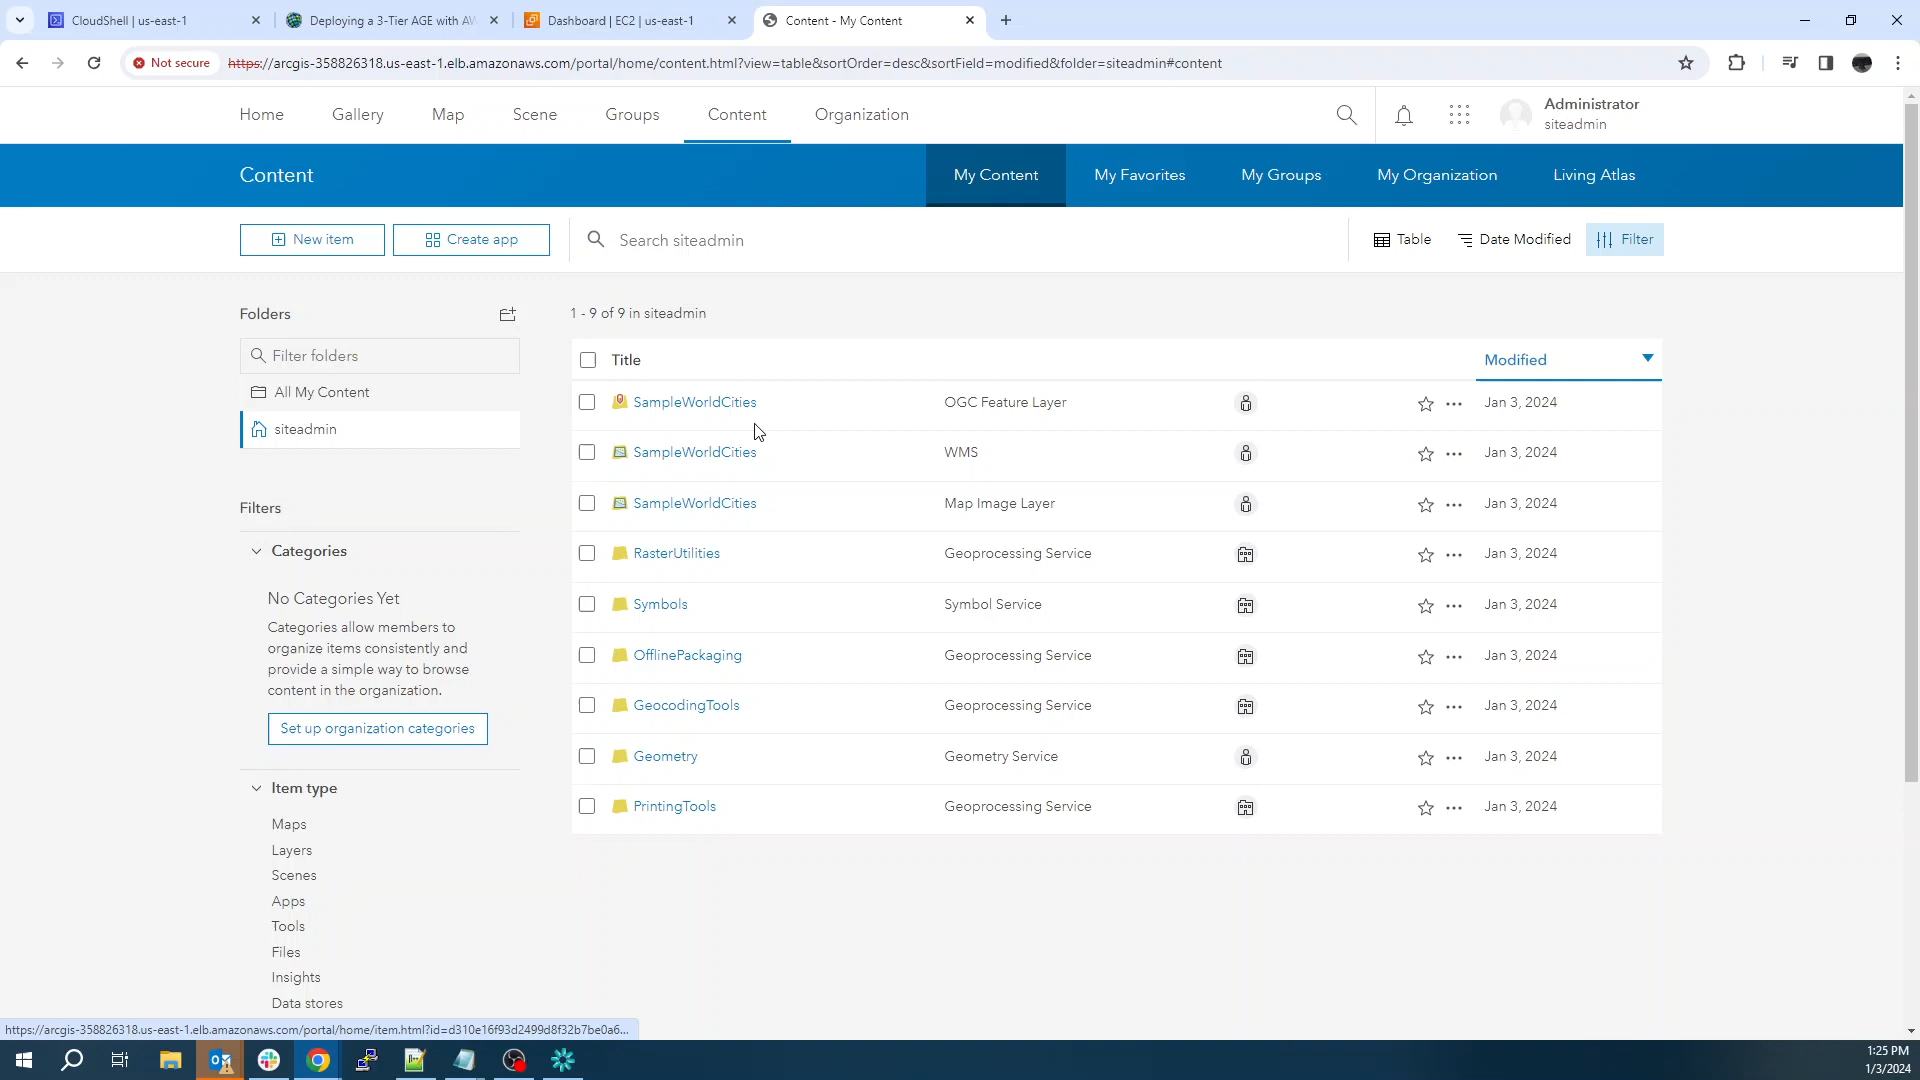 CloudShell | us-east-1
Deploying a 3-Tier AGE with AW
Dashboard | EC2 | us-east-1
Content - My Content
Not secure
https://arcgis-358826318.us-east-1.elb.amazonaws.com/portal/home/content.html?view=table&sortOrder=desc&sortField=modified&folder=siteadmin#content
Home
Gallery
Map
Scene
Groups
Content
Organization
Administrator
siteadmin
Content
My Content
My Favorites
My Groups
My Organization
Living Atlas
New item
Create app
Search siteadmin
Table
Date Modified
Filter
Folders
Filter folders
All My Content
siteadmin
Filters
Categories
No Categories Yet
Categories allow members to
organize items consistently and
provide a simple way to browse
content in the organization.
Set up organization categories
Item type
Maps
Layers
Scenes
Apps
Tools
Files
Insights
Data stores
1 - 9 of 9 in siteadmin
Title Modified
SampleWorldCities OGC Feature Layer Jan 3, 2024
SampleWorldCities WMS Jan 3, 2024
SampleWorldCities Map Image Layer Jan 3, 2024
RasterUtilities Geoprocessing Service Jan 3, 2024
Symbols Symbol Service Jan 3, 2024
OfflinePackaging Geoprocessing Service Jan 3, 2024
GeocodingTools Geoprocessing Service Jan 3, 2024
Geometry Geometry Service Jan 3, 2024
PrintingTools Geoprocessing Service Jan 3, 2024
https://arcgis-358826318.us-east-1.elb.amazonaws.com/portal/home/item.html?id=d310e16f93d2499d8f32b7be0a6...
1:25 PM
1/3/2024